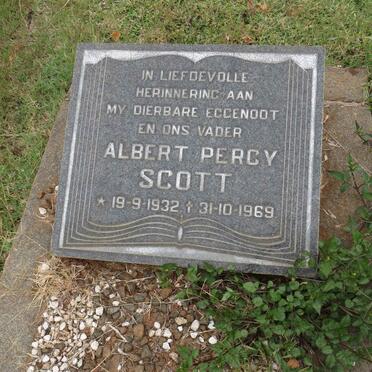 IN LIEFDEVOLLE
HERINNERING AAN
MY DIERBARE EGGENOOT
EN ONS VADER
ALBERT PERCY
SCOTT
* 19-9-1932 † 31-10-1969